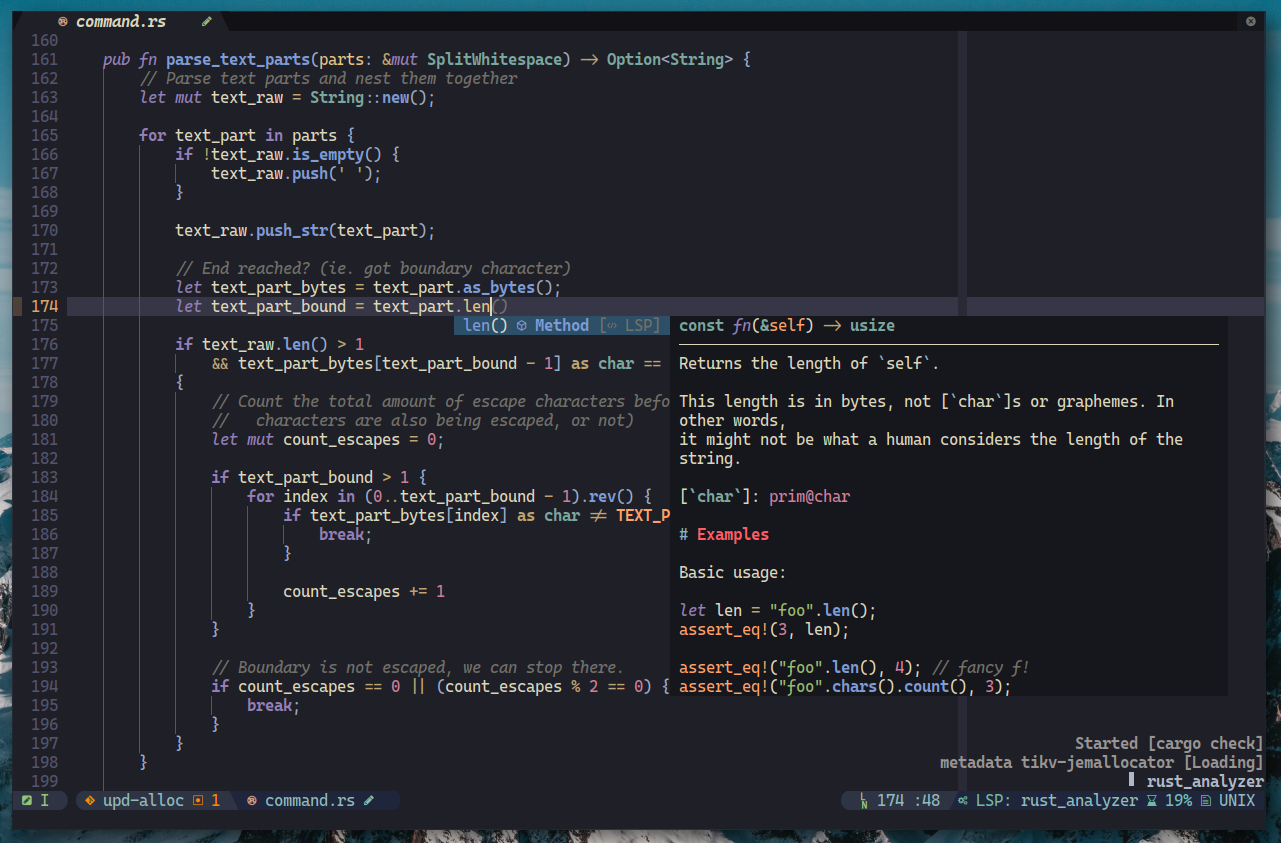 command.rs
160
161 pub fn parse_text_parts(parts: &mut SplitWhitespace) -> Option<String> {
162 // Parse text parts and nest them together
163 let mut text_raw = String::new();
164
165 for text_part in parts {
166 if !text_raw.is_empty() {
167 text_raw.push(' ');
168 }
169
170 text_raw.push_str(text_part);
171
172 // End reached? (ie. got boundary character)
173 let text_part_bytes = text_part.as_bytes();
174 let text_part_bound = text_part.len()
175 len() Method [ LSP] const fn(&self) -> usize
176 if text_raw.len() > 1
177 && text_part_bytes[text_part_bound - 1] as char == Returns the length of `self`.
178 {
179 // Count the total amount of escape characters befo This length is in bytes, not [`char`]s or graphemes. In
180 // characters are also being escaped, or not) other words,
181 let mut count_escapes = 0; it might not be what a human considers the length of the
182 string.
183 if text_part_bound > 1 {
184 for index in (0..text_part_bound - 1).rev() { [`char`]: prim@char
185 if text_part_bytes[index] as char != TEXT_P
186 break; # Examples
187 }
188 Basic usage:
189 count_escapes += 1
190 } let len = "foo".len();
191 } assert_eq!(3, len);
192
193 // Boundary is not escaped, we can stop there. assert_eq!("ƒoo".len(), 4); // fancy f!
194 if count_escapes == 0 || (count_escapes % 2 == 0) { assert_eq!("ƒoo".chars().count(), 3);
195 break;
196 }
197 } Started [cargo check]
198 } metadata tikv-jemallocator [Loading]
199 rust_analyzer
I upd-alloc 1 command.rs LN 174 :48 LSP: rust_analyzer 19% UNIX